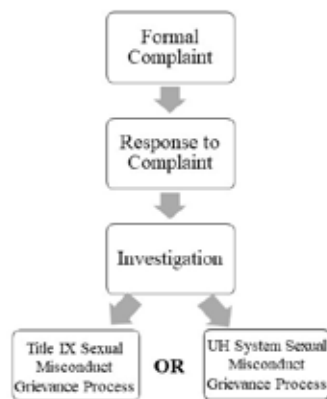 Formal
Complaint
Response to
Complaint
Investigation
Title IX Sexual
Misconduct
Grievance Process
OR
UH System Sexual
Misconduct
Grievance Process